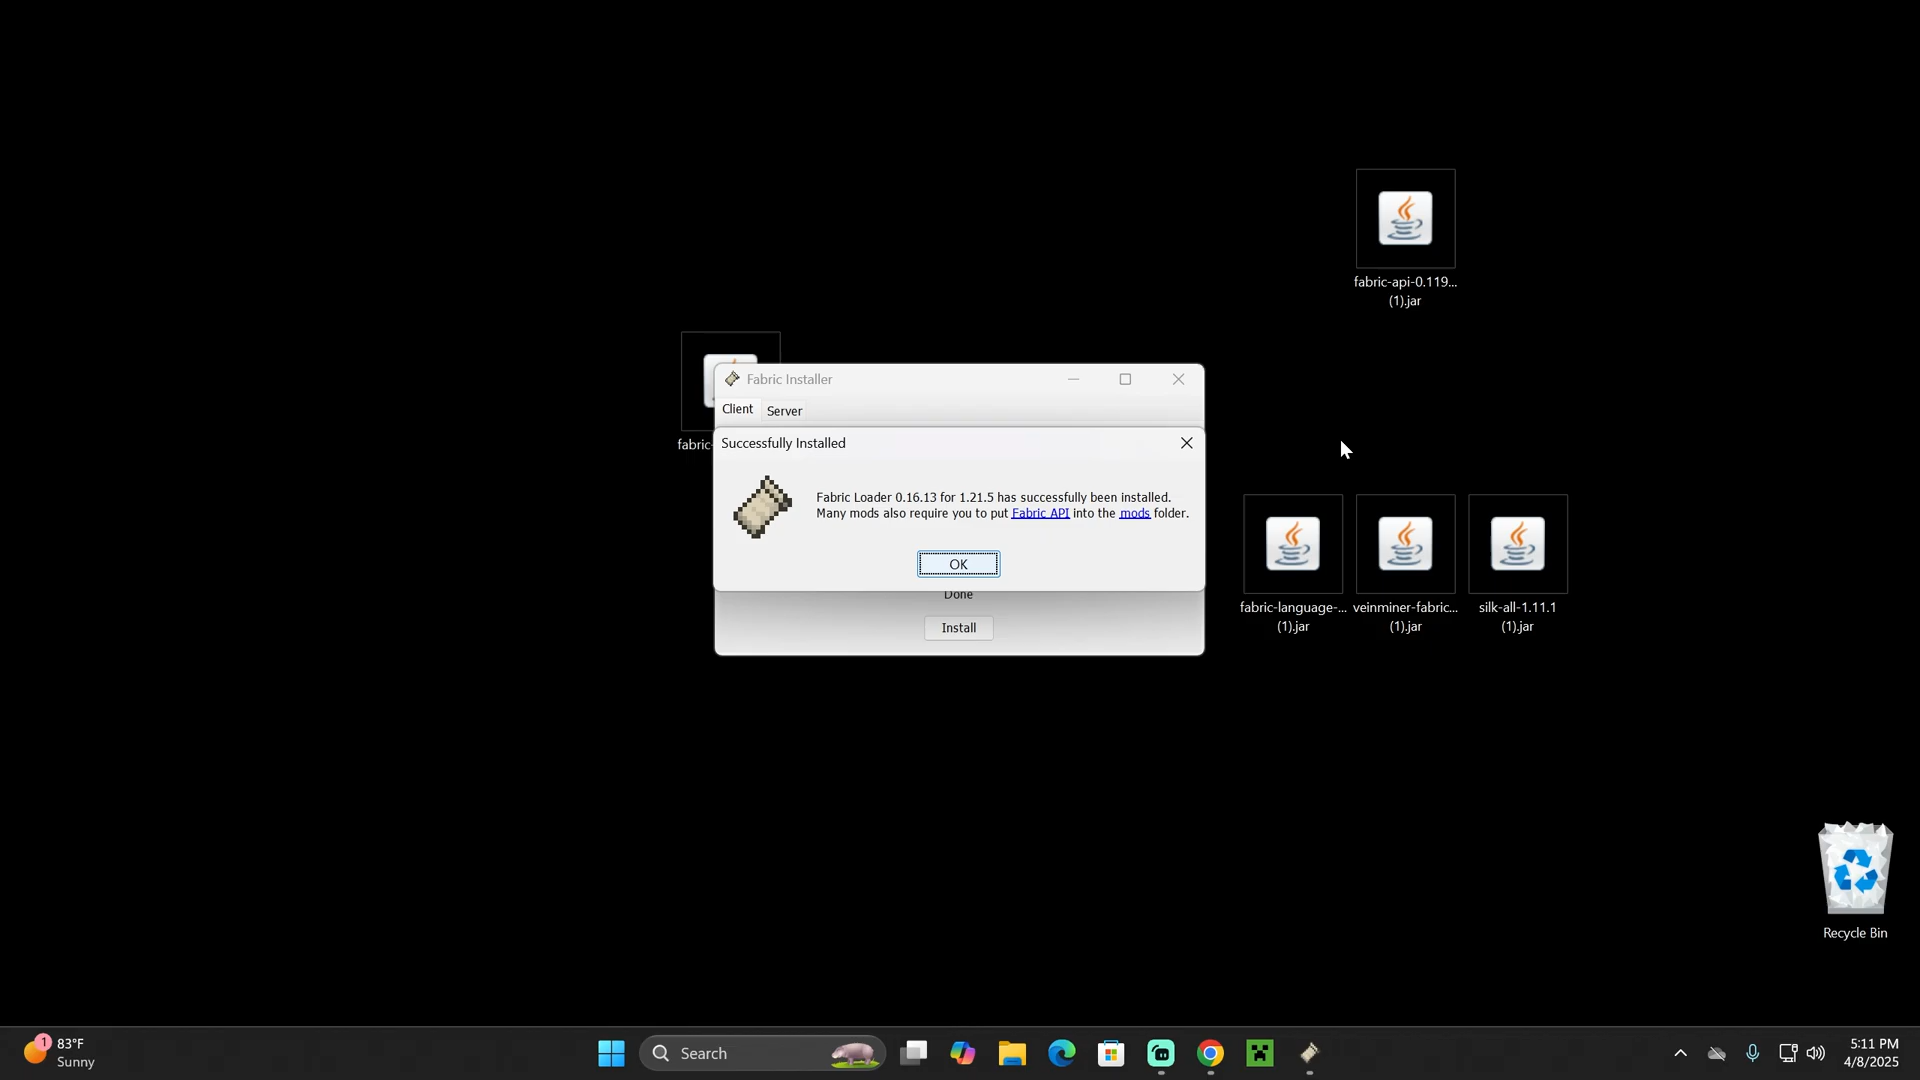 fabric-api-0.119...
(1).jar
Fabric Installer
Client
Server
fabric-
Successfully Installed
Fabric Loader 0.16.13 for 1.21.5 has successfully been installed.
Many mods also require you to put Fabric API into the mods folder.
OK
Done
Install
fabric-language-...
(1).jar
veinminer-fabric...
(1).jar
silk-all-1.11.1
(1).jar
Recycle Bin
1
83°F
Sunny
Search
5:11 PM
4/8/2025